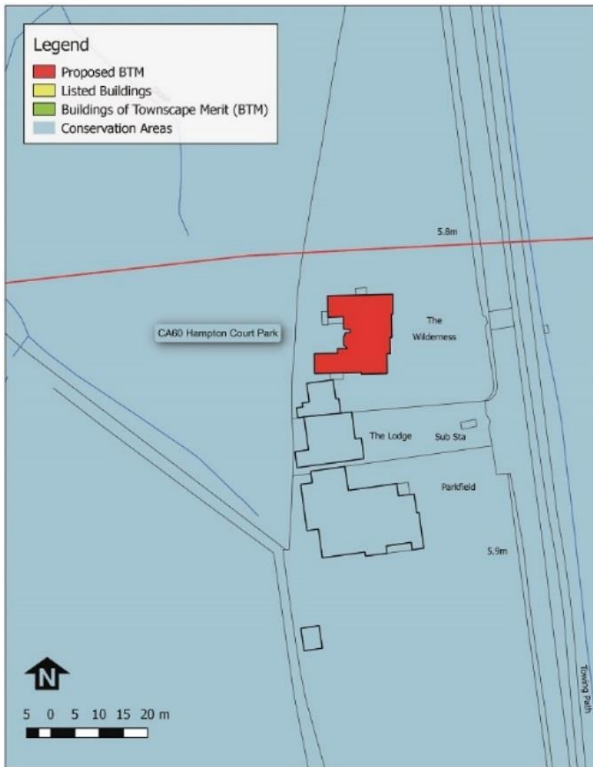 Legend
Proposed BTM
Listed Buildings
Buildings of Townscape Merit (BTM)
Conservation Areas
5.8m
CA60 Hampton Court Park
The
Wilderness
The Lodge
Sub Sta
Parkfield
5.9m
Towing Path
N
5 0 5 10 15 20 m